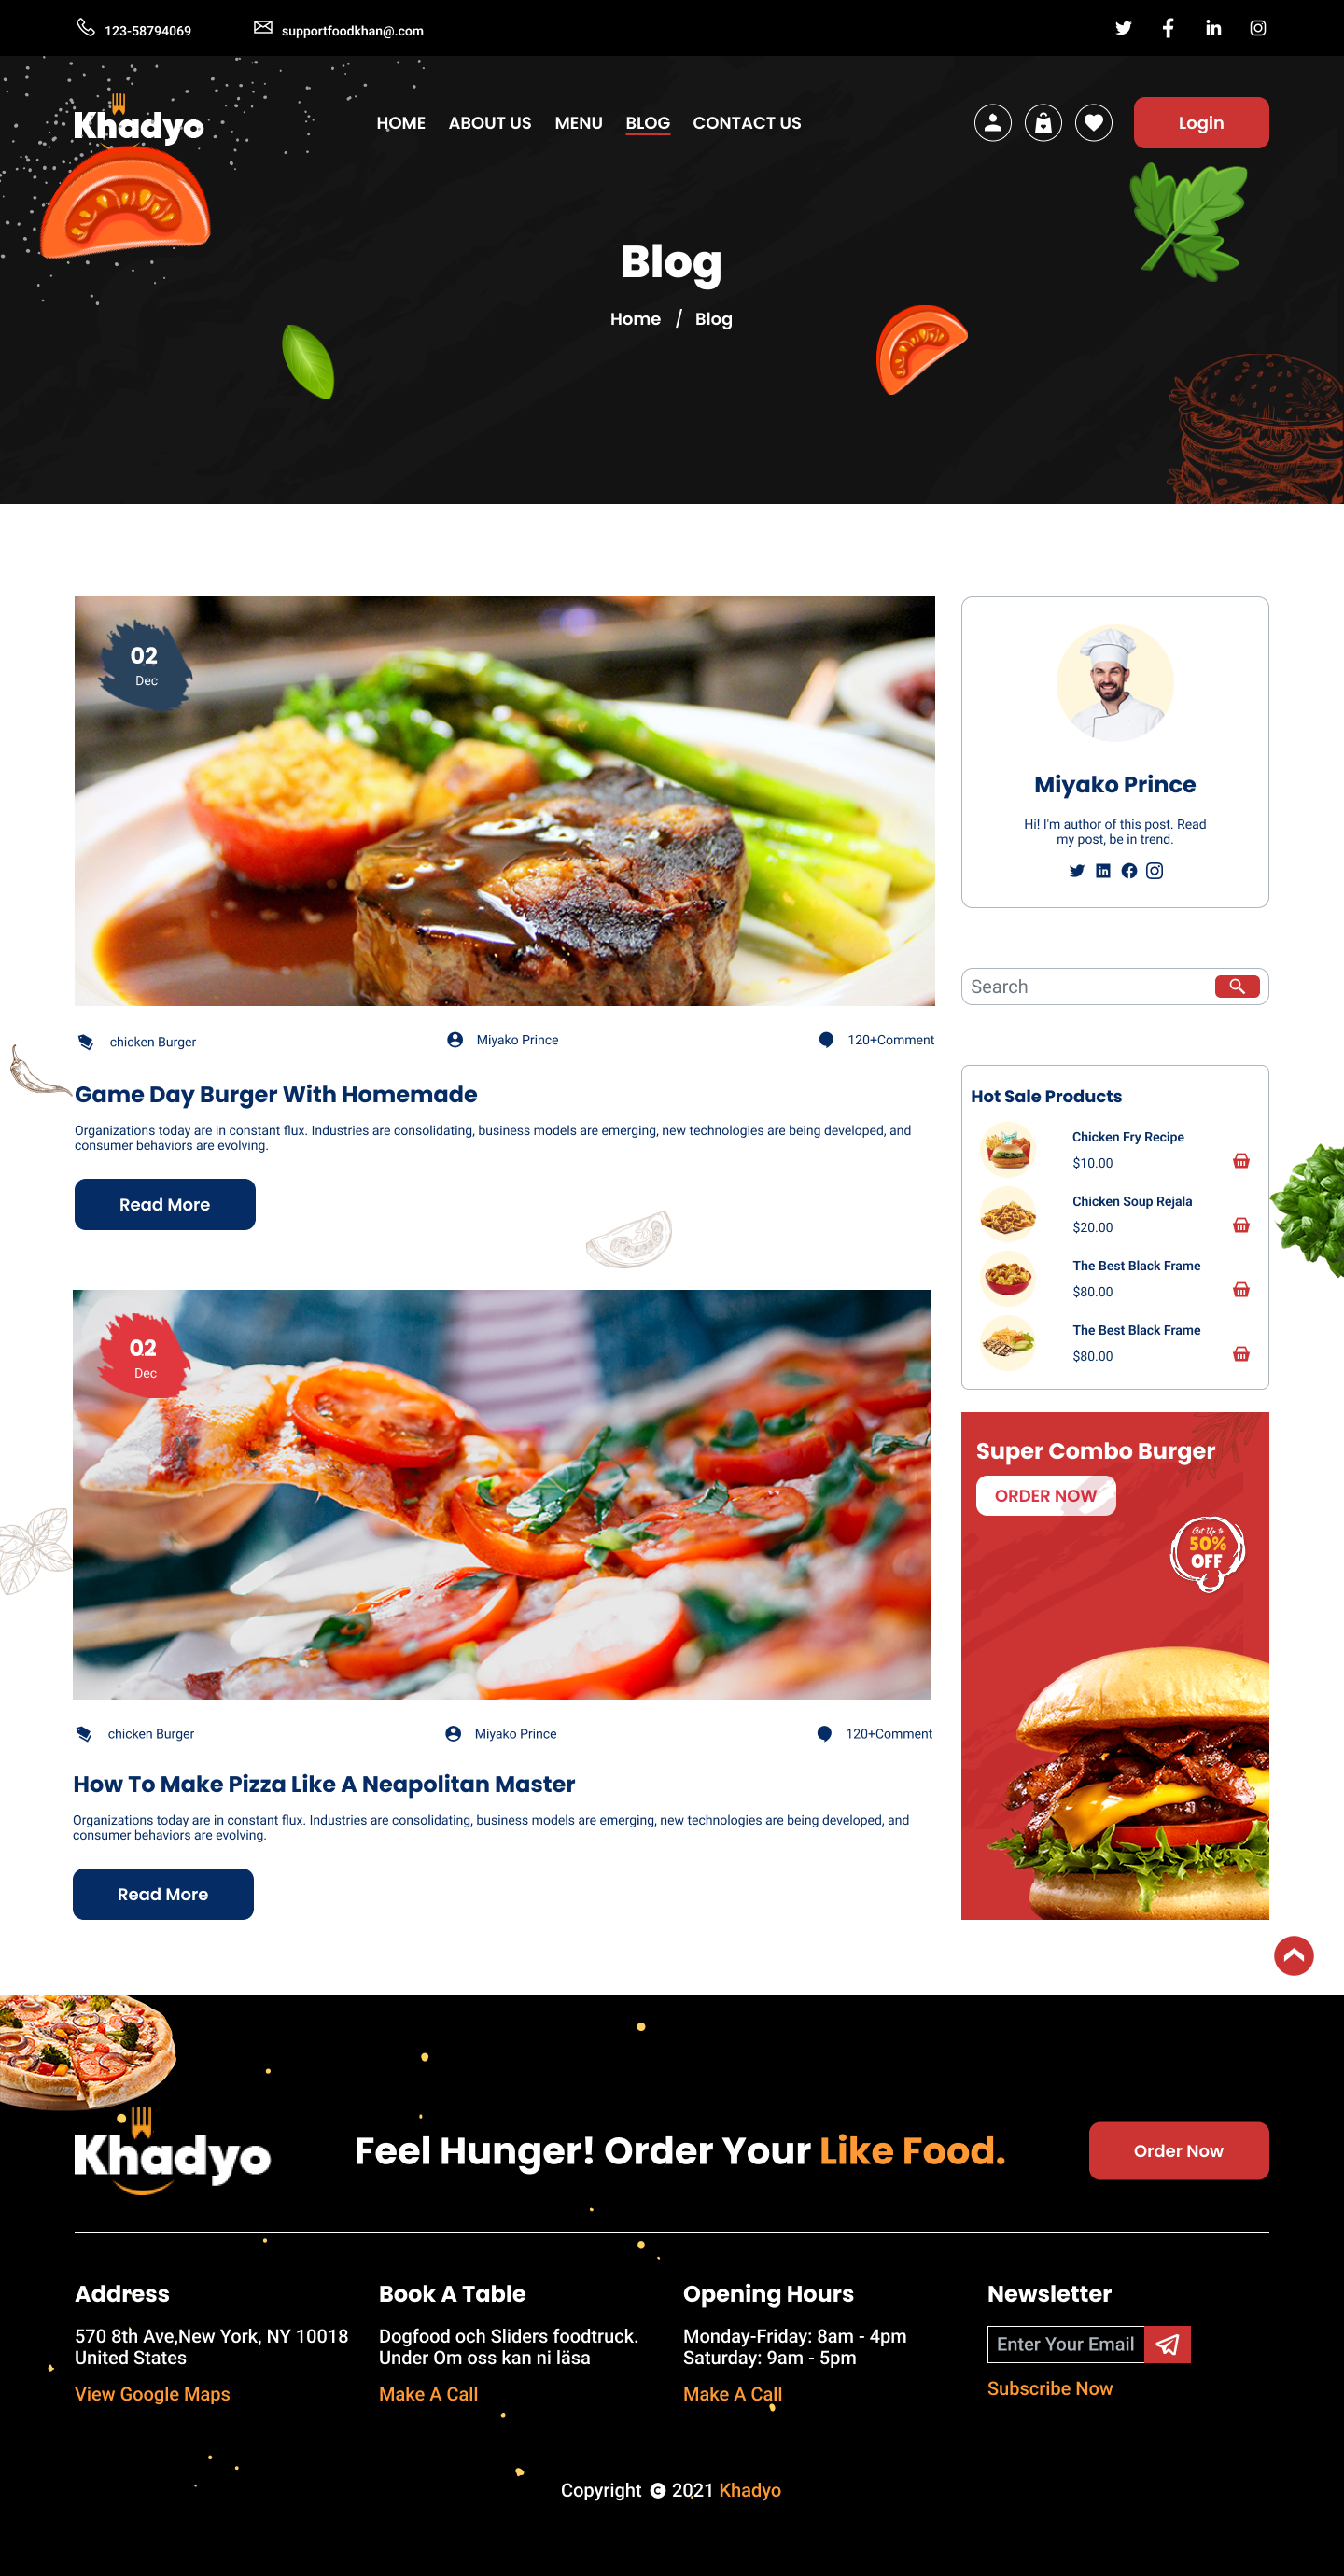 123-58794069
supportfoodkhan@.com
Khadyo
HOME
ABOUT US
MENU
BLOG
CONTACT US
Login
Blog
Home / Blog
02
Dec
chicken Burger
Miyako Prince
120+Comment
Game Day Burger With Homemade
Organizations today are in constant flux. Industries are consolidating, business models are emerging, new technologies are being developed, and
consumer behaviors are evolving.
Read More
02
Dec
chicken Burger
Miyako Prince
120+Comment
How To Make Pizza Like A Neapolitan Master
Organizations today are in constant flux. Industries are consolidating, business models are emerging, new technologies are being developed, and
consumer behaviors are evolving.
Read More
Miyako Prince
Hi! I'm author of this post. Read
my post, be in trend.
Search
Hot Sale Products
Chicken Fry Recipe
$10.00
Chicken Soup Rejala
$20.00
The Best Black Frame
$80.00
The Best Black Frame
$80.00
Super Combo Burger
ORDER NOW
Get Up to
50%
OFF
Khadyo
Feel Hunger! Order Your Like Food.
Order Now
Address
570 8th Ave,New York, NY 10018
United States
View Google Maps
Book A Table
Dogfood och Sliders foodtruck.
Under Om oss kan ni läsa
Make A Call
Opening Hours
Monday-Friday: 8am - 4pm
Saturday: 9am - 5pm
Make A Call
Newsletter
Enter Your Email
Subscribe Now
Copyright © 2021 Khadyo